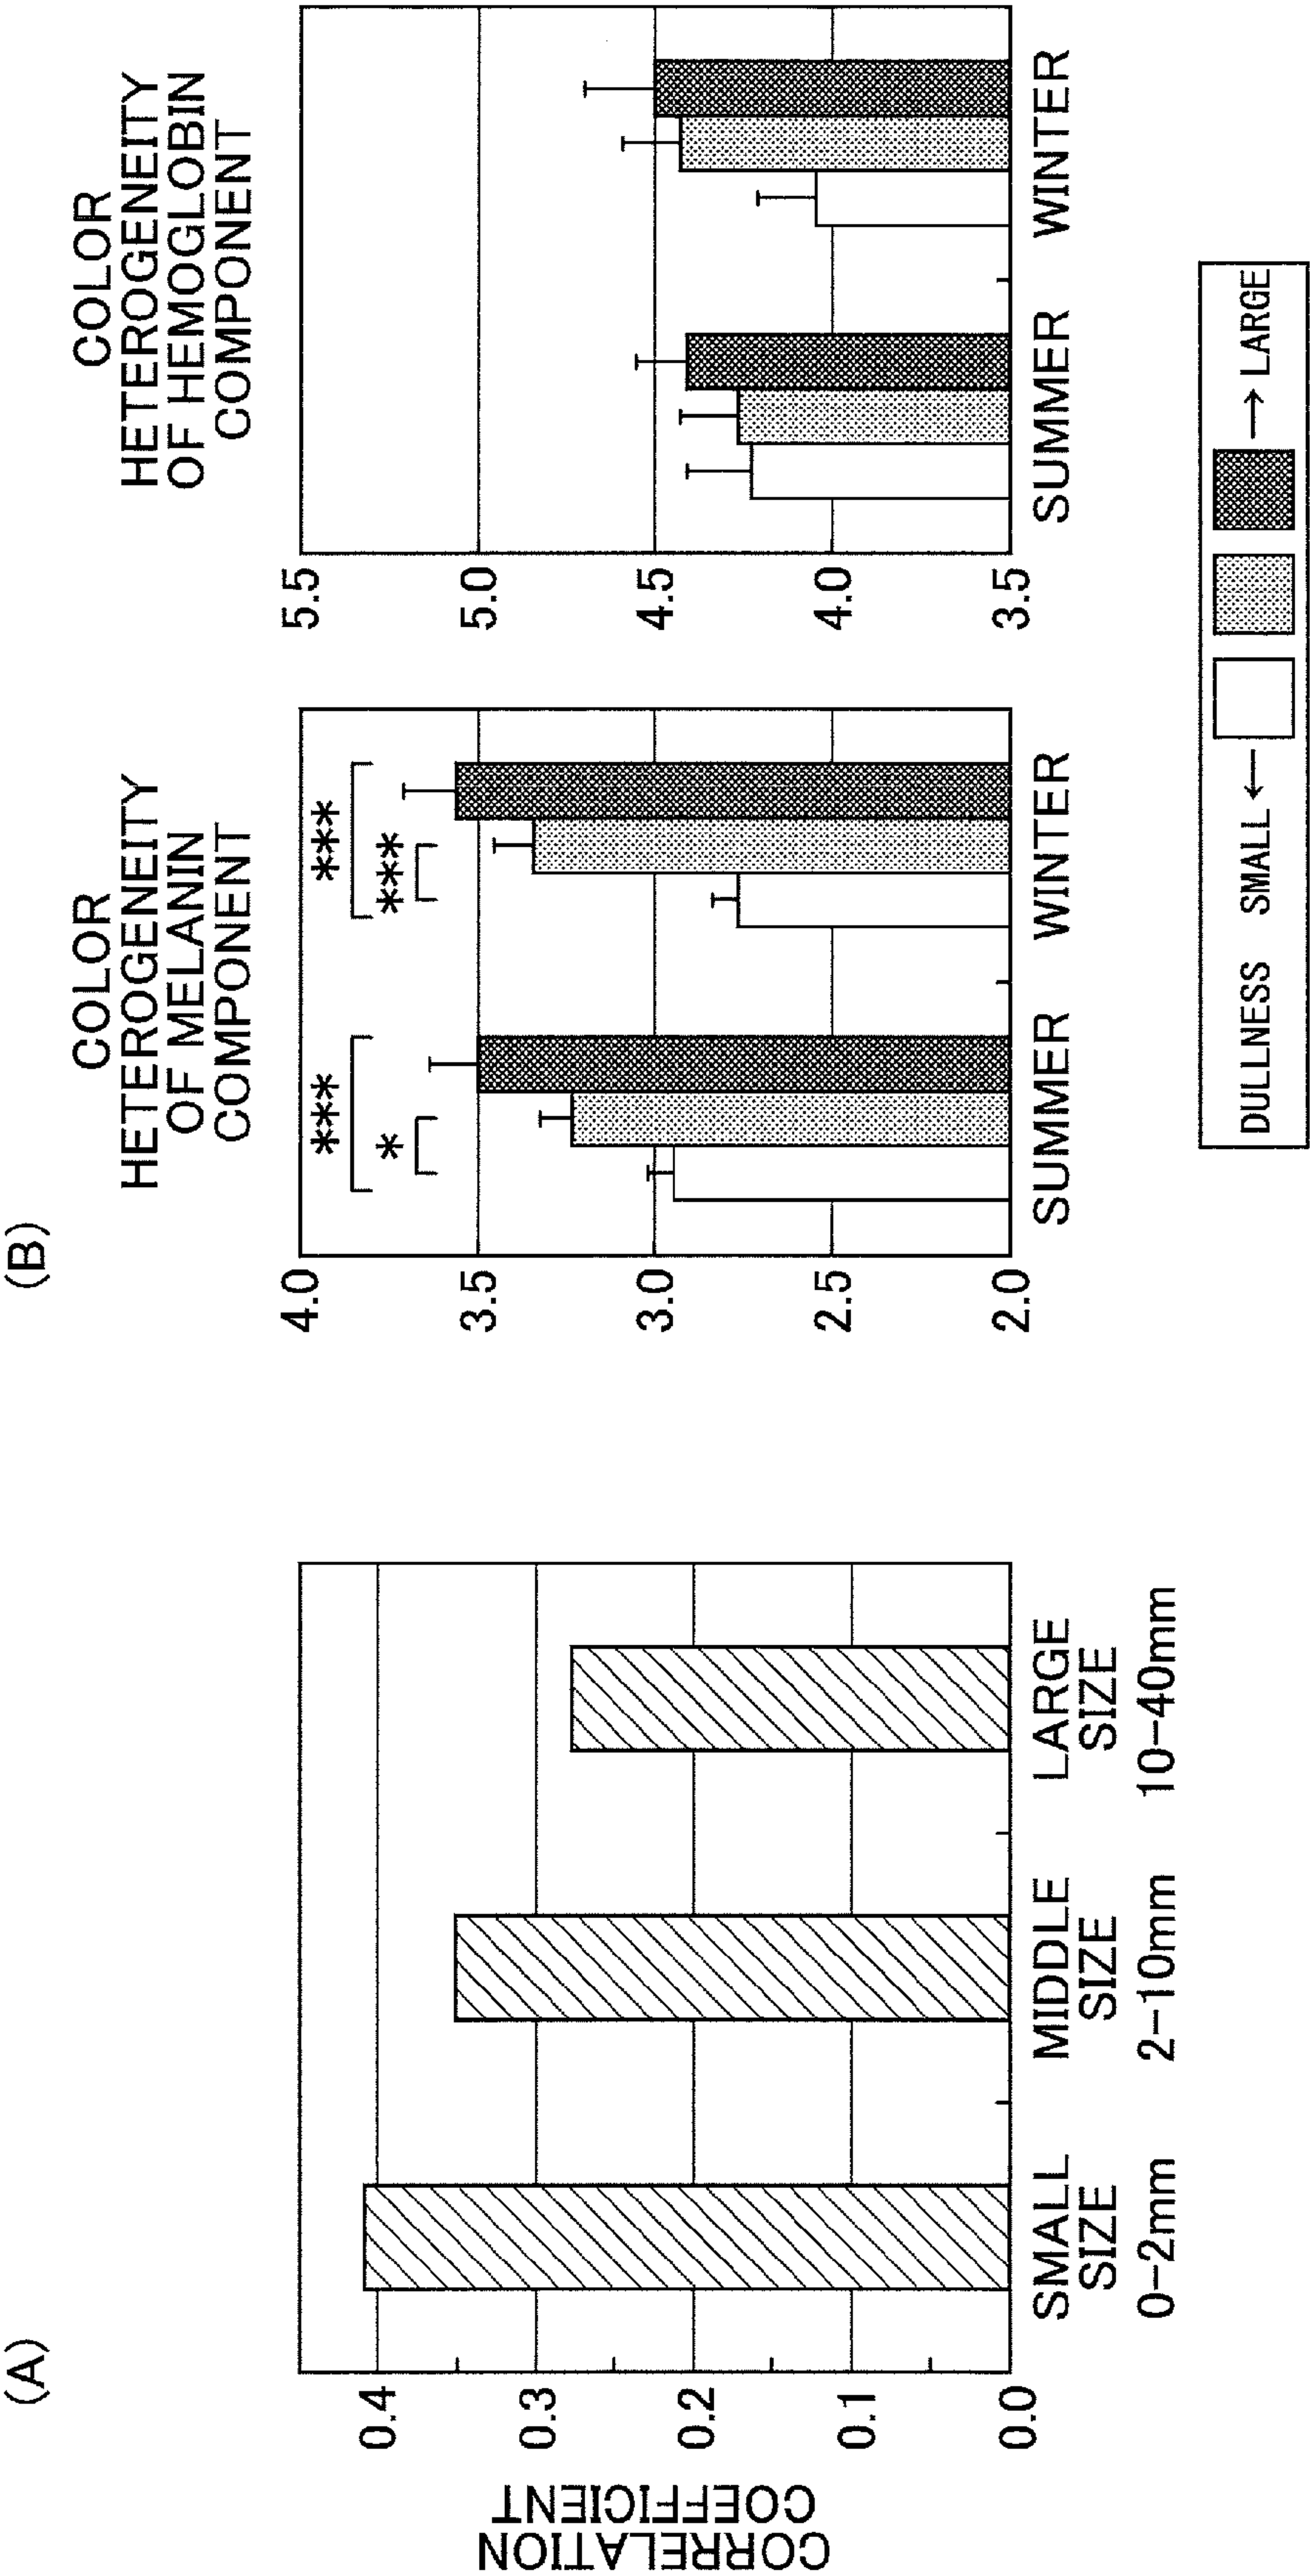 (A)
CORRELATION
COEFFICIENT
0.4
0.3
0.2
0.1
0.0
SMALL
SIZE
0-2mm
MIDDLE
SIZE
2-10mm
LARGE
SIZE
10-40mm
(B)
COLOR
HETEROGENEITY
OF MELANIN
COMPONENT
4.0
3.5
3.0
2.5
2.0
***
*
***
***
SUMMER
WINTER
COLOR
HETEROGENEITY
OF HEMOGLOBIN
COMPONENT
5.5
5.0
4.5
4.0
3.5
SUMMER
WINTER
DULLNESS SMALL ← → LARGE